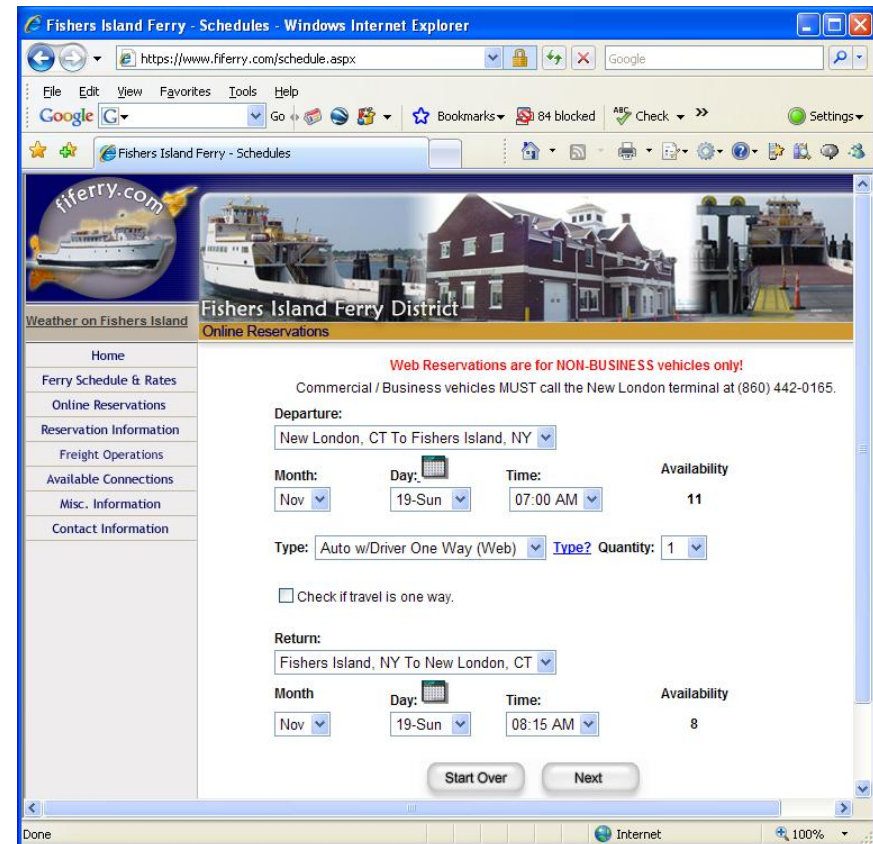 Fishers Island Ferry - Schedules - Windows Internet Explorer
https://www.fiferry.com/schedule.aspx
Google
File Edit View Favorites Tools Help
Google G Go Bookmarks 84 blocked ABC Check » Settings
Fishers Island Ferry - Schedules
fiferry.com
Fishers Island Ferry District
Weather on Fishers Island
Online Reservations
Home
Ferry Schedule & Rates
Online Reservations
Reservation Information
Freight Operations
Available Connections
Misc. Information
Contact Information
Web Reservations are for NON-BUSINESS vehicles only!
Commercial / Business vehicles MUST call the New London terminal at (860) 442-0165.
Departure:
New London, CT To Fishers Island, NY
Month: Day: Time: Availability
Nov 19-Sun 07:00 AM 11
Type: Auto w/Driver One Way (Web) Type? Quantity: 1
Check if travel is one way.
Return:
Fishers Island, NY To New London, CT
Month Day: Time: Availability
Nov 19-Sun 08:15 AM 8
Start Over Next
Done Internet 100%